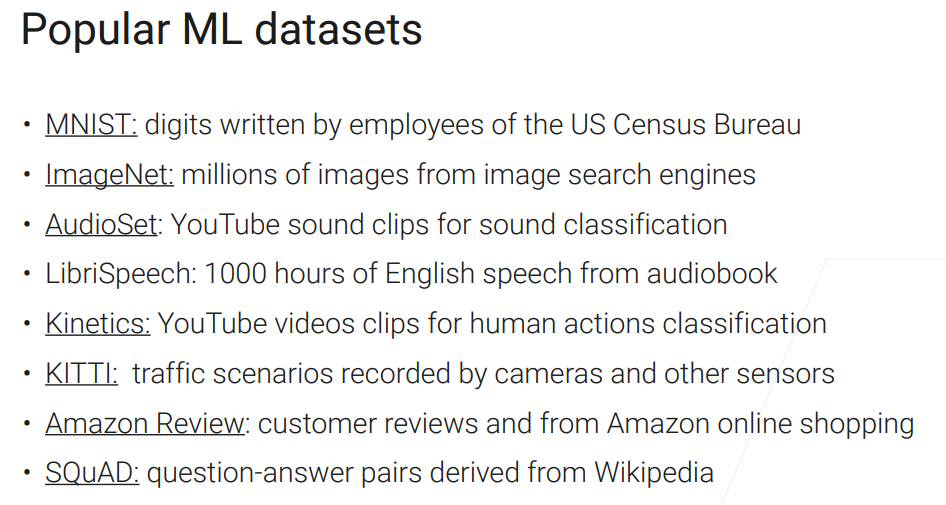 Popular ML datasets
• MNIST: digits written by employees of the US Census Bureau
• ImageNet: millions of images from image search engines
• AudioSet: YouTube sound clips for sound classification
• LibriSpeech: 1000 hours of English speech from audiobook
• Kinetics: YouTube videos clips for human actions classification
• KITTI:  traffic scenarios recorded by cameras and other sensors
• Amazon Review: customer reviews and from Amazon online shopping
• SQuAD: question-answer pairs derived from Wikipedia